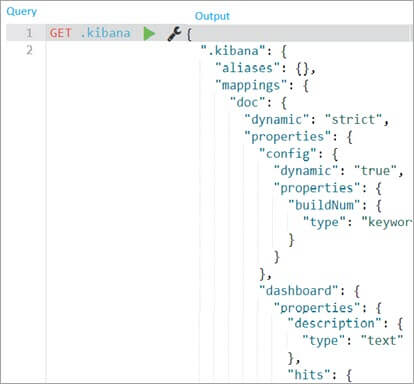 Query Output
1 GET .kibana {
2 ".kibana": {
"aliases": {},
"mappings": {
"doc": {
"dynamic": "strict",
"properties": {
"config": {
"dynamic": "true",
"properties": {
"buildNum": {
"type": "keywor
}
}
},
"dashboard": {
"properties": {
"description": {
"type": "text"
},
"hits": {